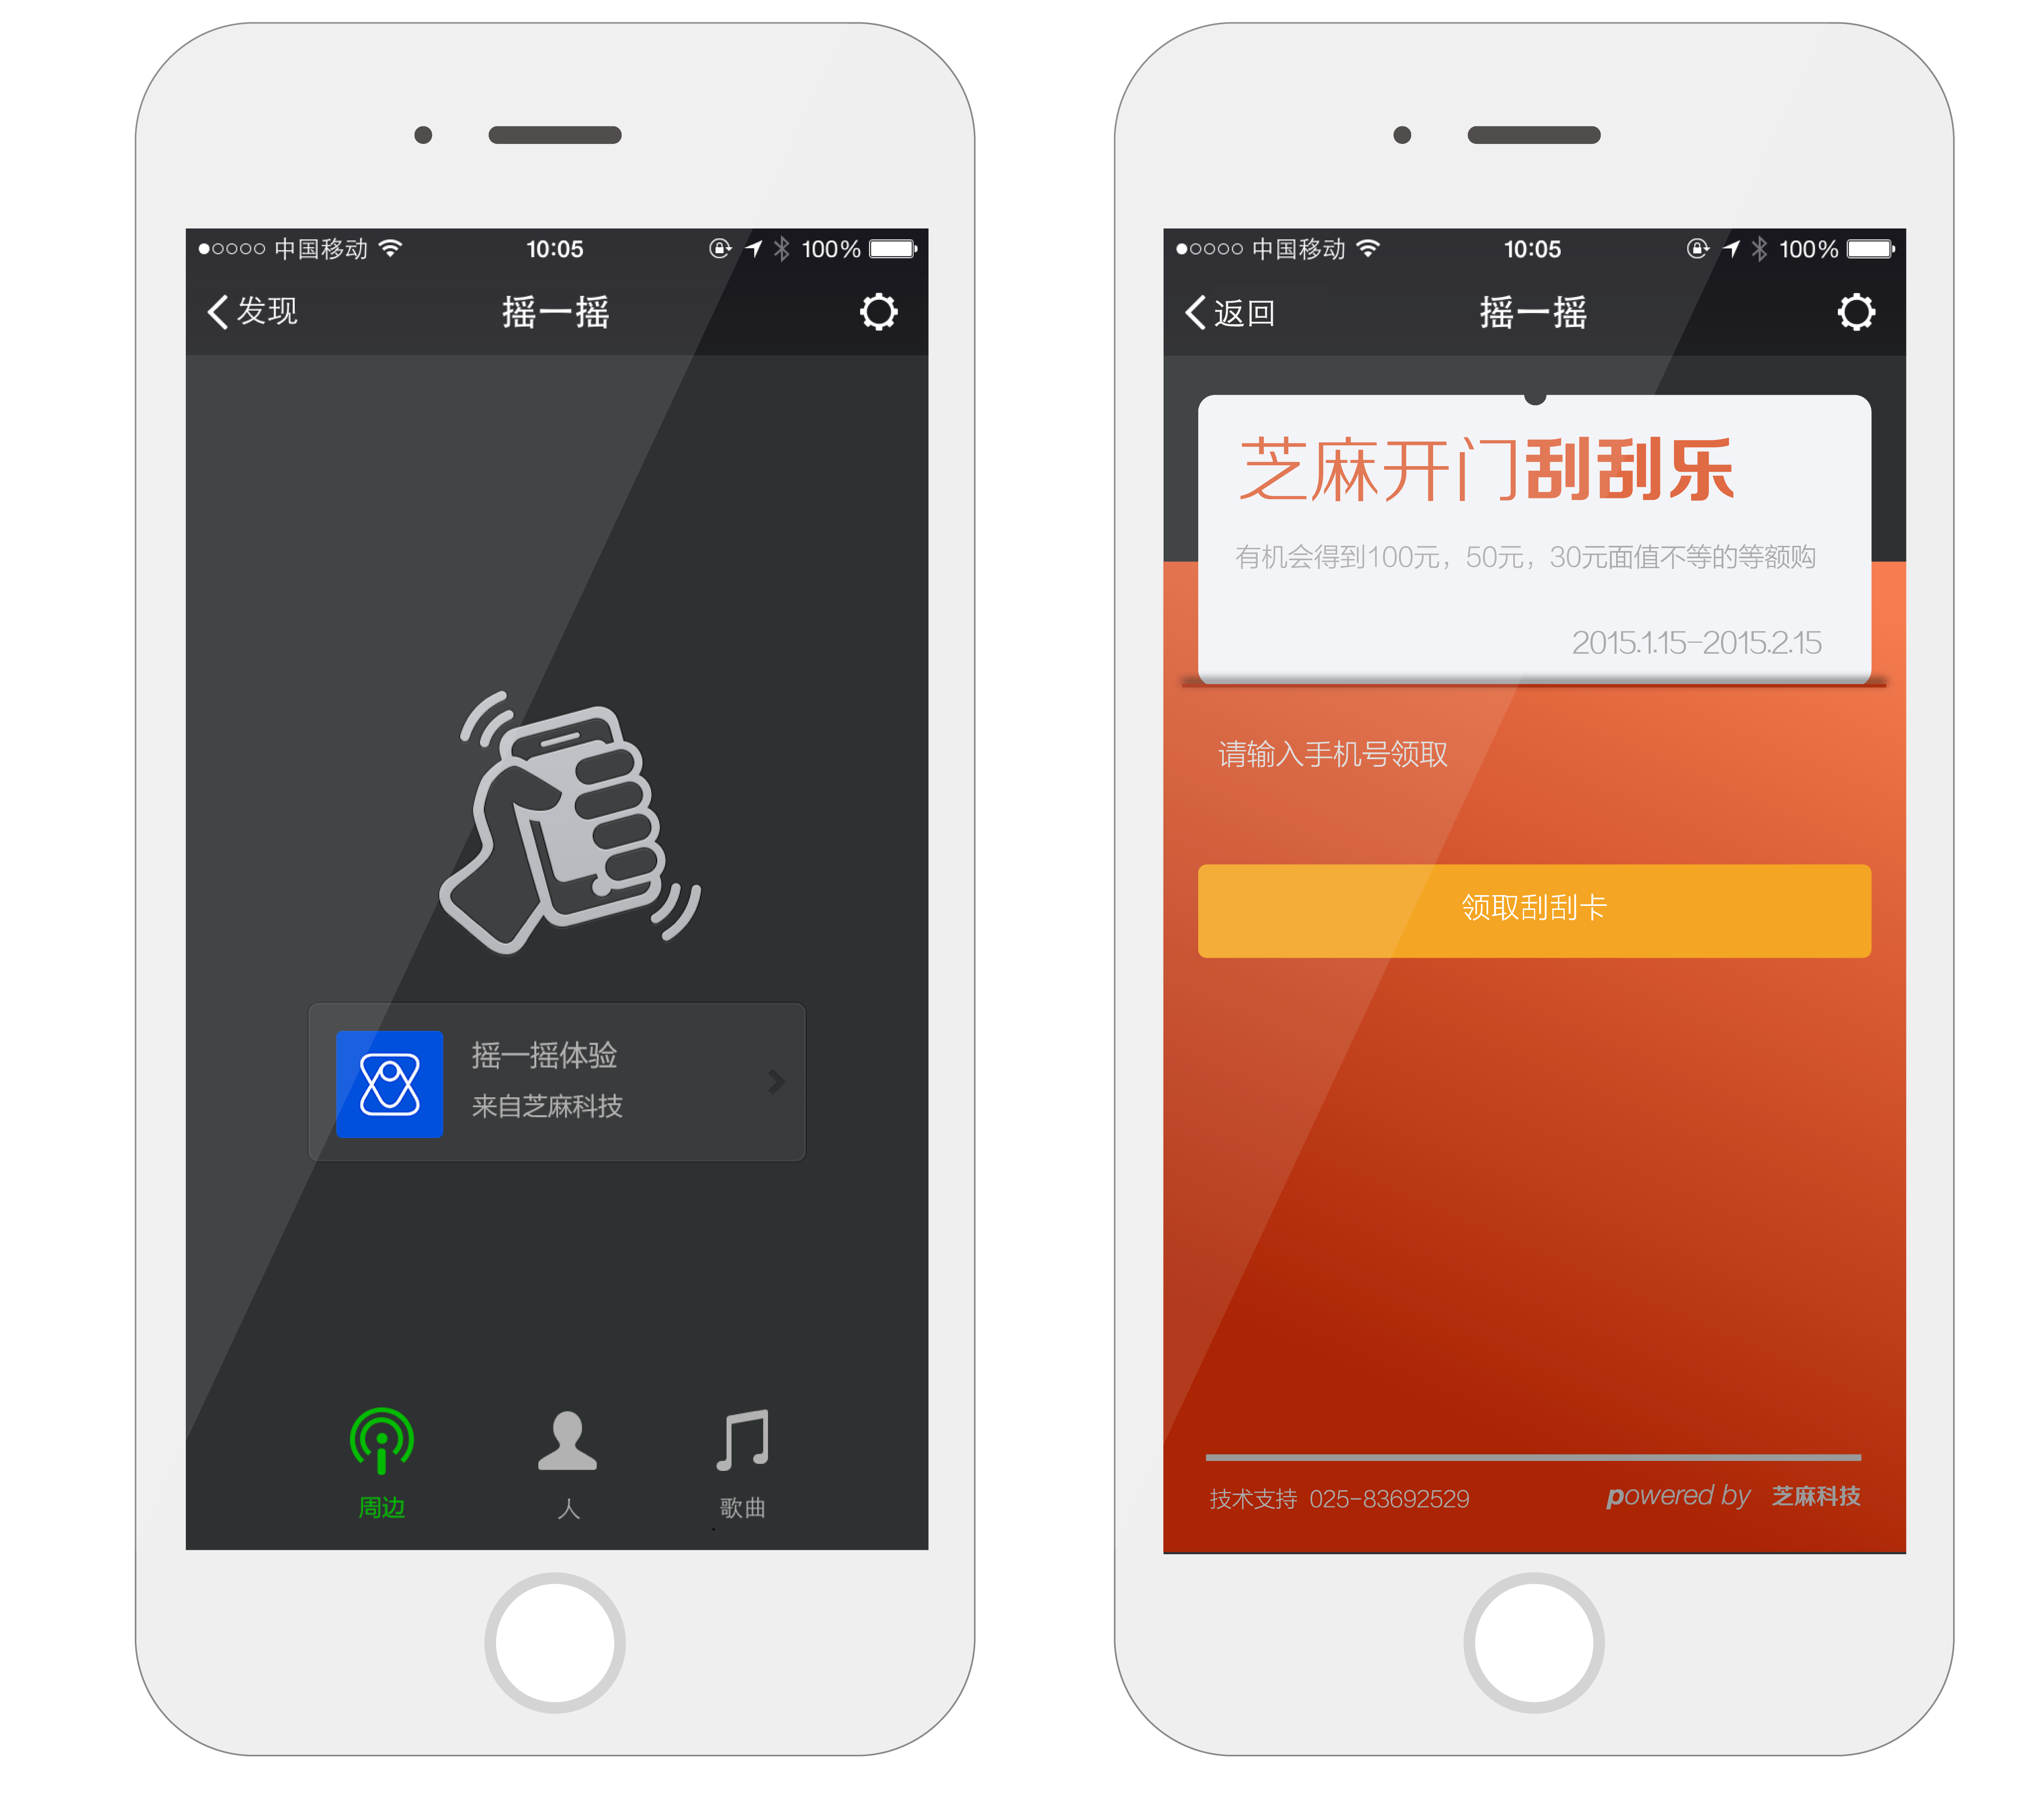 中国移动 10:05 100%
发现 摇一摇
摇一摇体验
来自芝麻科技
周边 人 歌曲
中国移动 10:05 100%
返回 摇一摇
芝麻开门刮刮乐
有机会得到100元，50元，30元面值不等的等额购
2015.1.15-2015.2.15
请输入手机号领取
领取刮刮卡
技术支持 025-83692529 powered by 芝麻科技